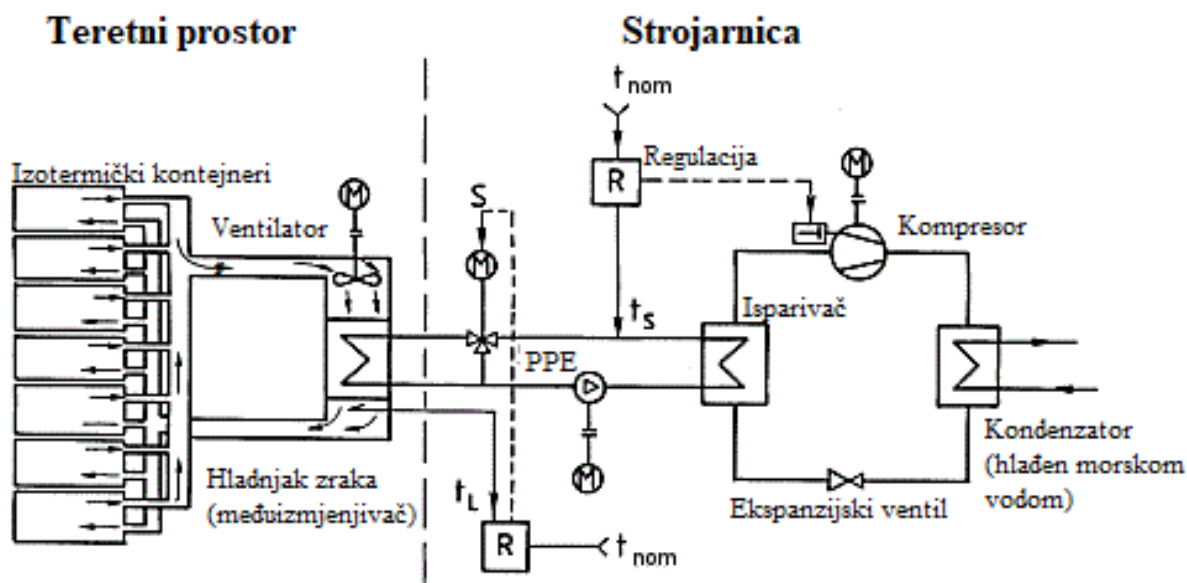 Teretni prostor
Strojarnica
t nom
Izotermički kontejneri
M
R
Regulacija
M
S
Ventilator
Kompresor
M
t S
Isparivač
PPE
Kondenzator
(hlađen morskom
vodom)
Hladnjak zraka
(međuizmjenjivač)
M
t L
Ekspanzijski ventil
R
t nom